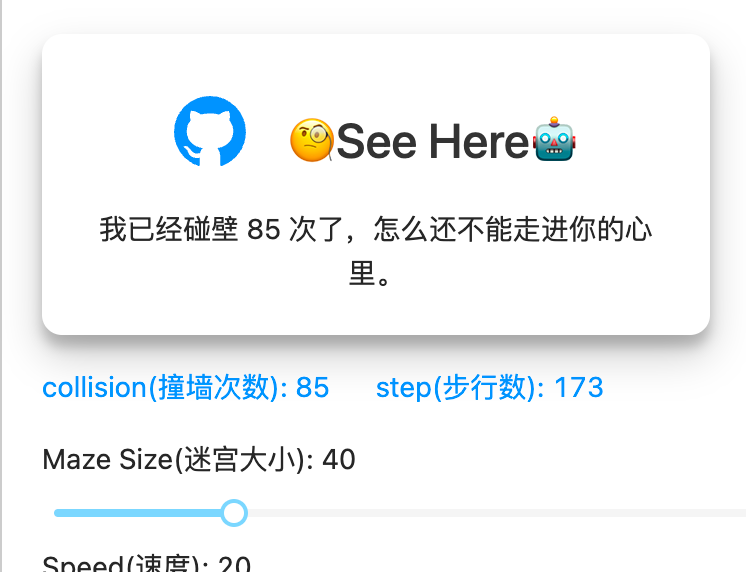 🧐See Here🤖
我已经碰壁 85 次了，怎么还不能走进你的心
里。
collision(撞墙次数): 85 step(步行数): 173
Maze Size(迷宫大小): 40
Speed(速度): 20